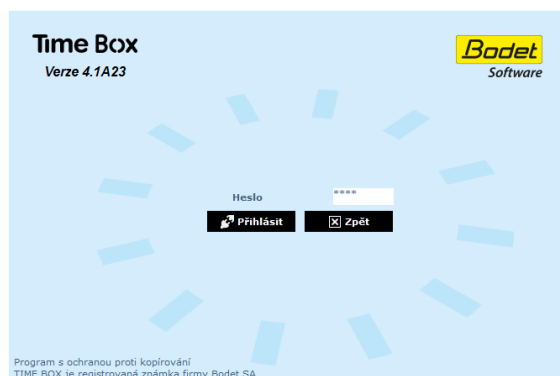 Time Box
Verze 4.1A23
Bodet
Software
Heslo ****
Přihlásit Zpět
Program s ochranou proti kopírování
TIME BOX je registrovaná známka firmy Bodet SA